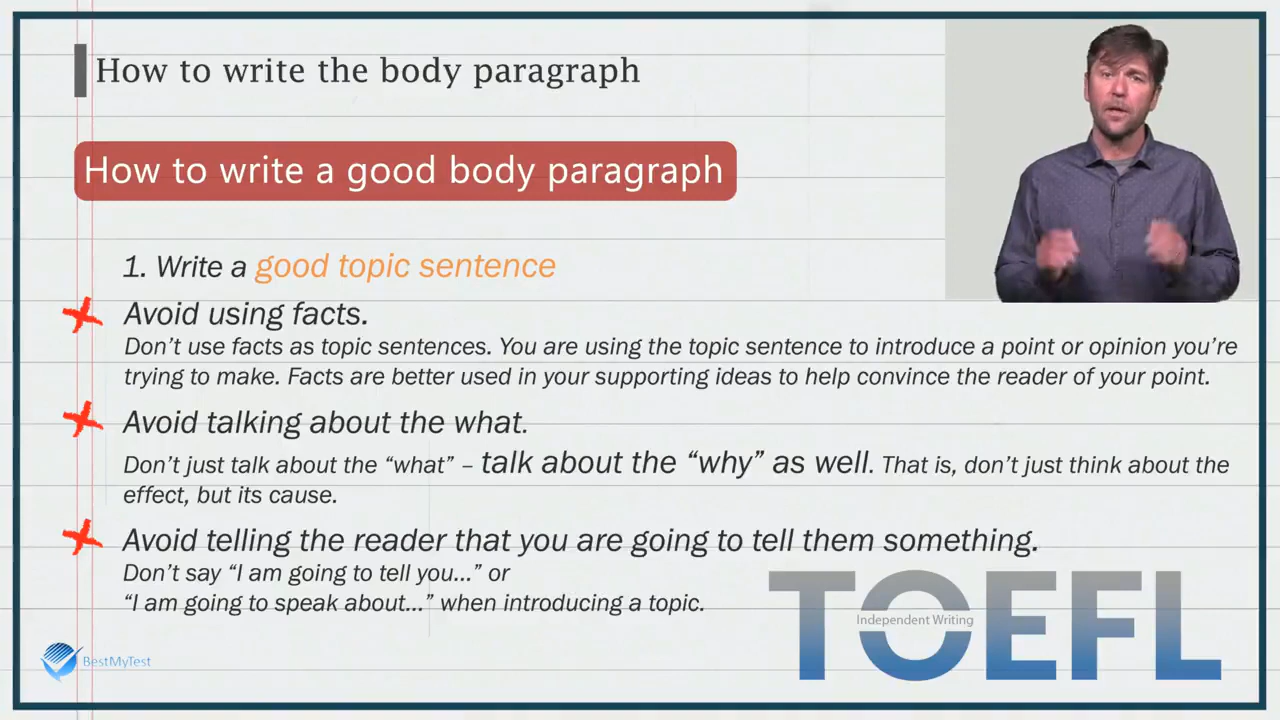 How to write the body paragraph
How to write a good body paragraph
1. Write a good topic sentence
Avoid using facts.
Don’t use facts as topic sentences. You are using the topic sentence to introduce a point or opinion you’re
trying to make. Facts are better used in your supporting ideas to help convince the reader of your point.
Avoid talking about the what.
Don’t just talk about the “what” – talk about the “why” as well. That is, don’t just think about the
effect, but its cause.
Avoid telling the reader that you are going to tell them something.
Don’t say “I am going to tell you...” or
“I am going to speak about...” when introducing a topic.
TOEFL
Independent Writing
BestMyTest